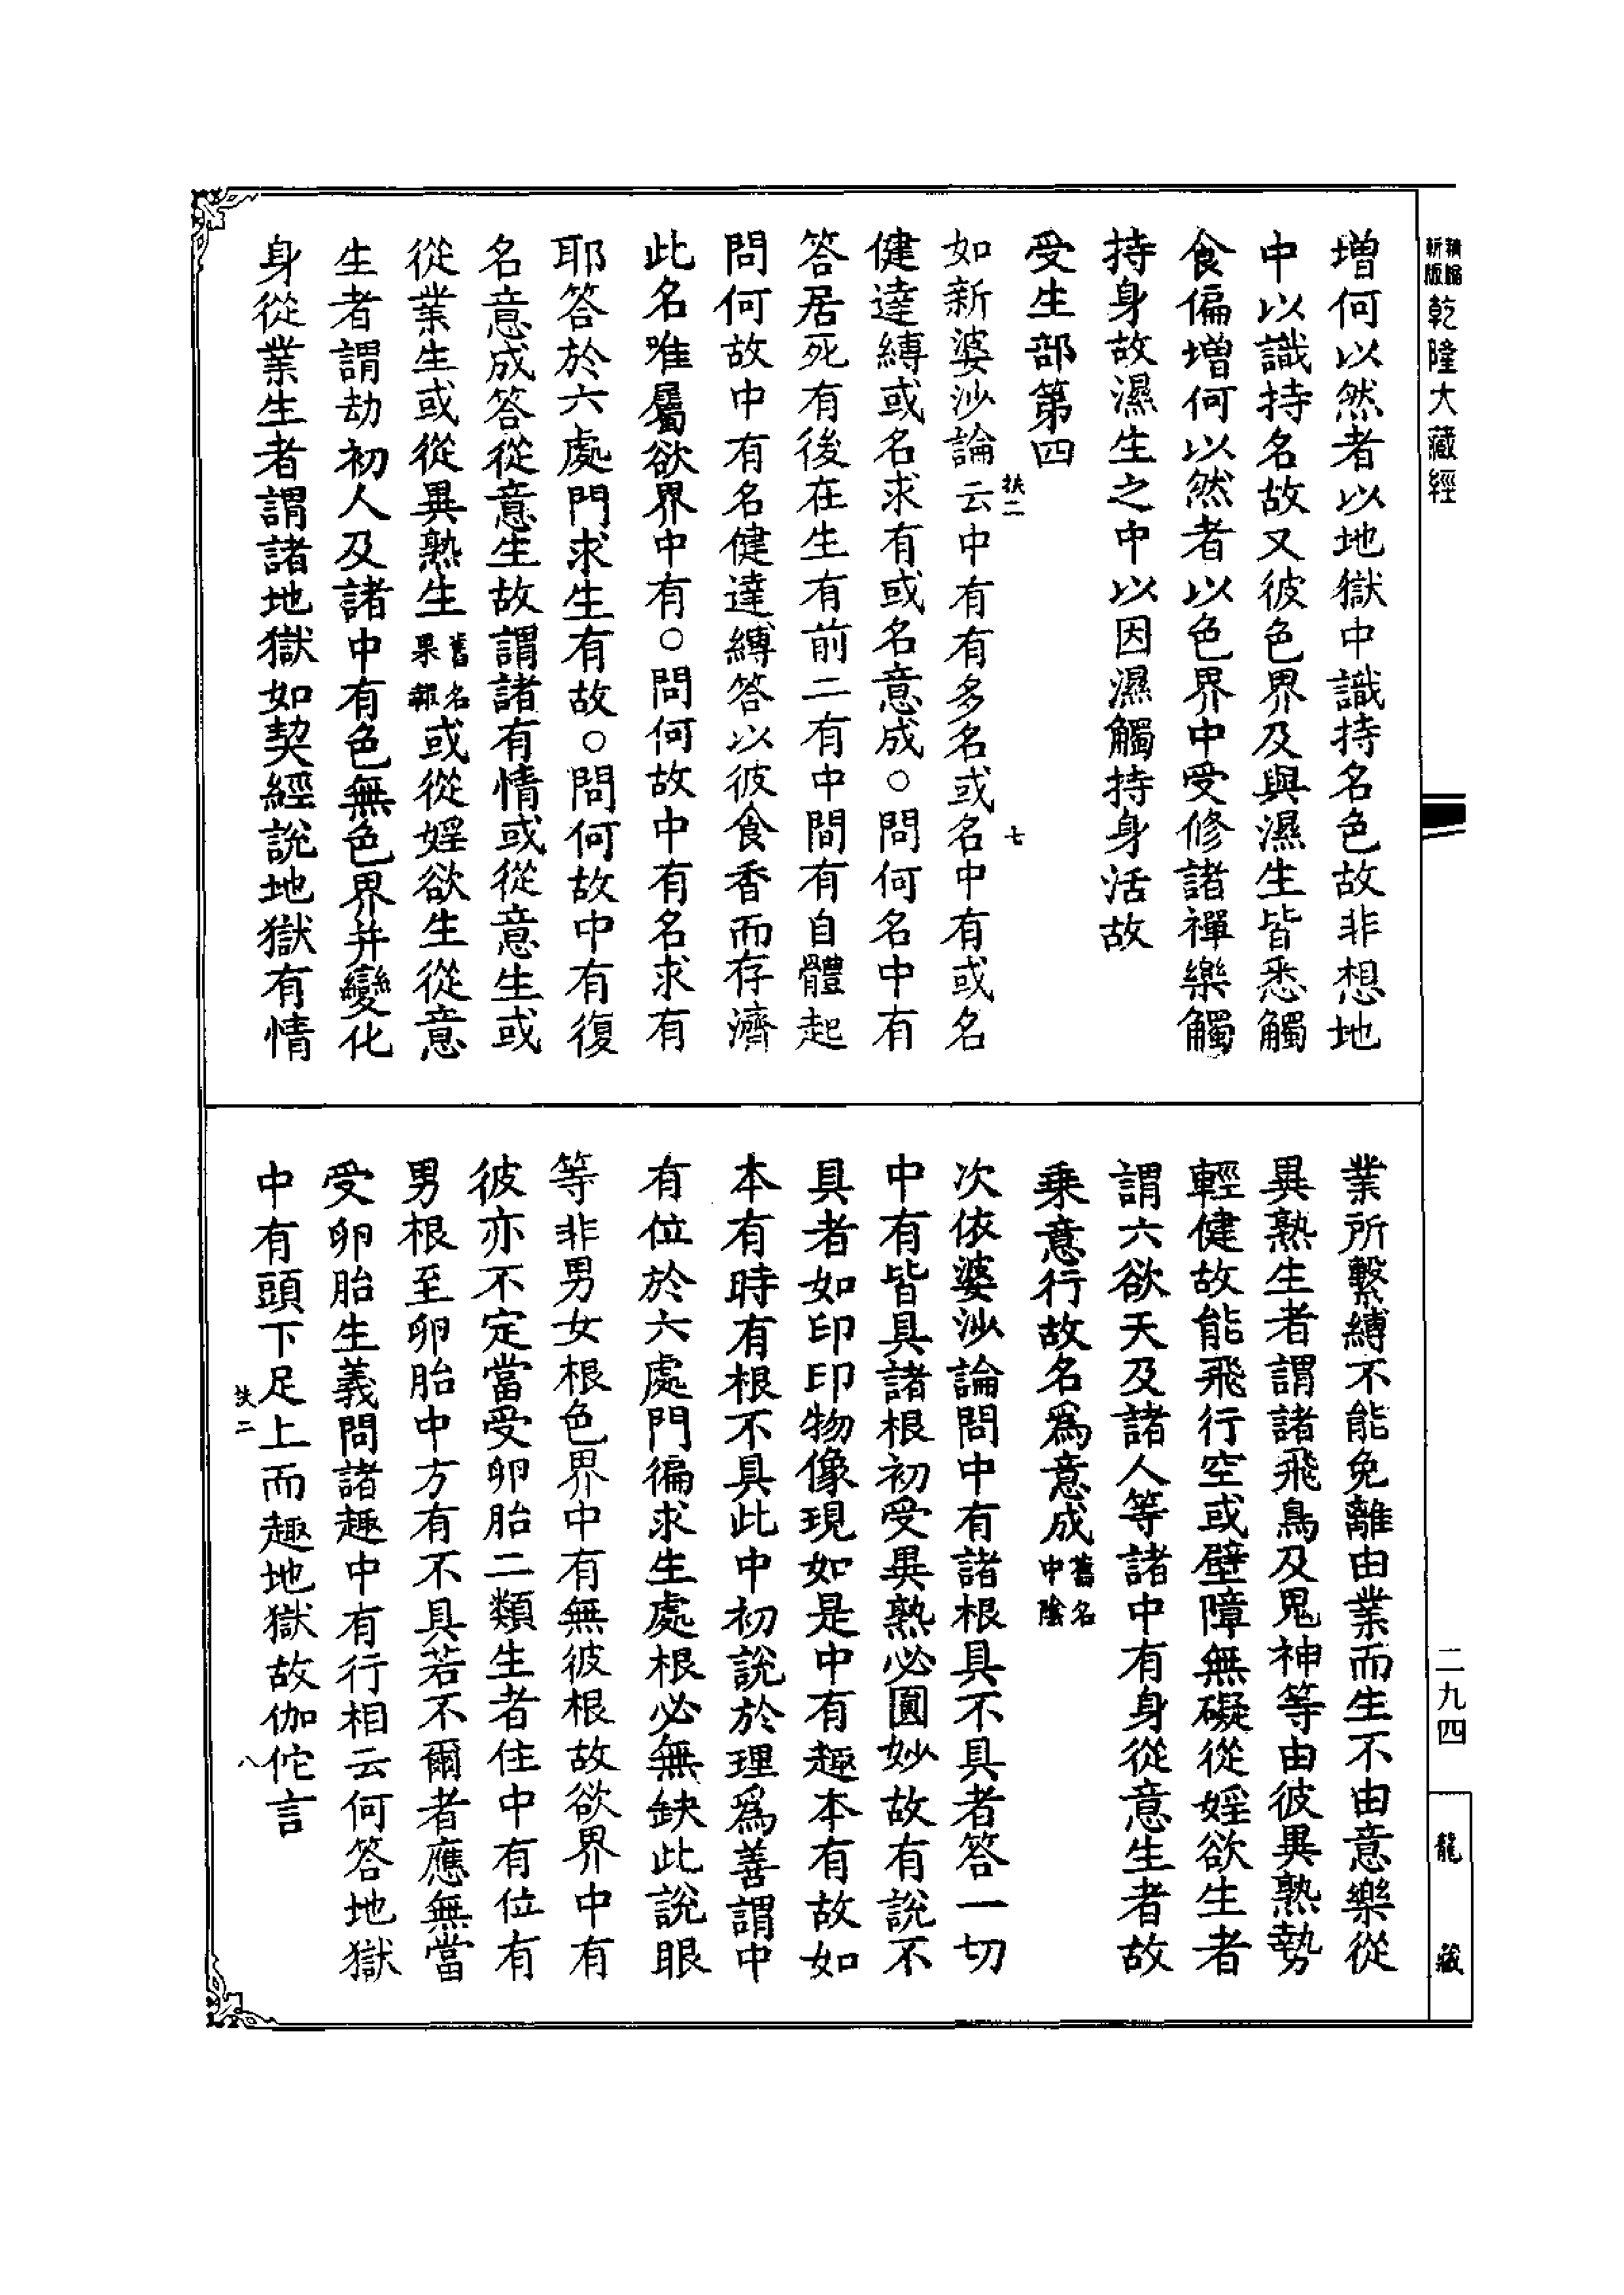 新編
新版
乾隆大藏經
增何以然者以地獄中識持名色故非想地
中以識持名故又彼色界及與濕生皆悉觸
食偏增何以然者以色界中受修諸禪樂觸
持身故濕生之中以因濕觸持身活故
受生部第四
扶二
七
如新婆沙論云中有有多名或名中有或名
健達縛或名求有或名意成○問何名中有
答居死有後在生有前二有中間有自體起
問何故中有名健達縛答以彼食香而存濟
此名唯屬欲界中有○問何故中有名求有
耶答於六處門求生有故○問何故中有復
名意成答從意生故謂諸有情或從意生或
從業生或從異熟生舊名果報或從婬欲生從意
生者謂劫初人及諸中有色無色界并變化
身從業生者謂諸地獄如契經說地獄有情
業所繫縛不能免離由業而生不由意樂從
異熟生者謂諸飛鳥及鬼神等由彼異熟勢
輕健故能飛行空或壁障無礙從婬欲生者
謂六欲天及諸人等諸中有身從意生者故
乗意行故名爲意成舊名中陰
次依婆沙論問中有諸根具不具者答一切
中有皆具諸根初受異熟必圓妙故有說不
具者如印印物像現如是中有趣本有故如
本有時有根不具此中初說於理爲善謂中
有位於六處門徧求生處根必無缺此說眼
等非男女根色界中有無彼根故欲界中有
彼亦不定當受卵胎二類生者住中有位有
男根至卵胎中方有不具若不爾者應無當
受卵胎生義問諸趣中有行相云何答地獄
中有頭下足上而趣地獄故伽佗言
扶二
八
二九四
龍藏